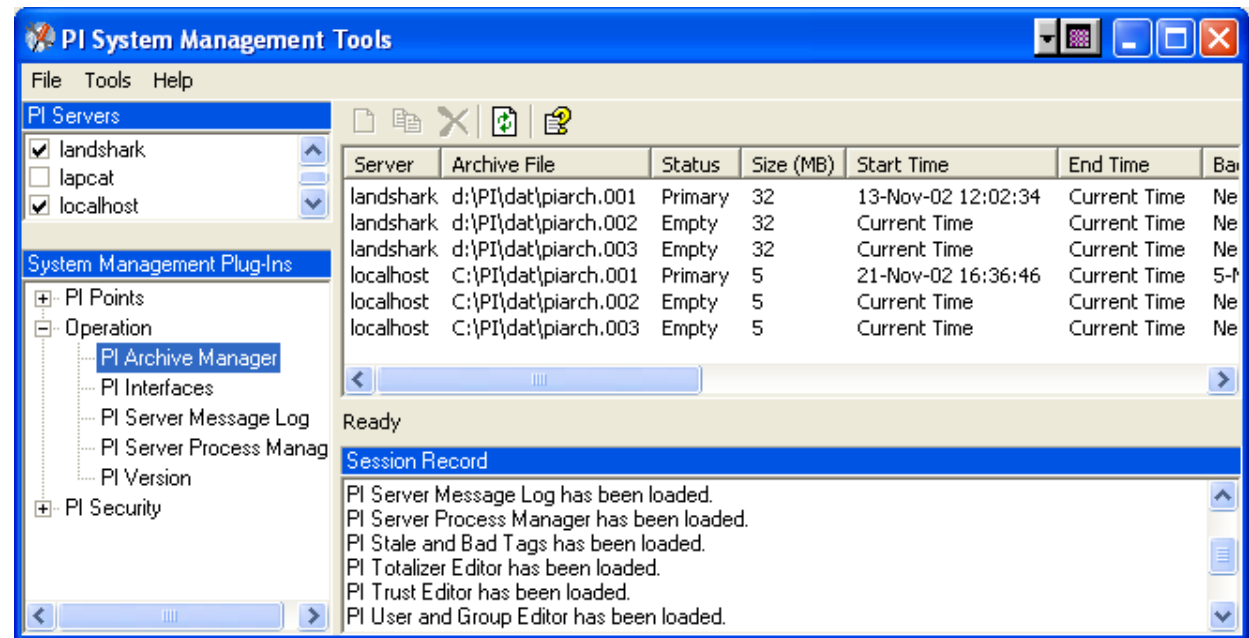 PI System Management Tools
File Tools Help
PI Servers
landshark
lapcat
localhost
System Management Plug-Ins
PI Points
Operation
PI Archive Manager
PI Interfaces
PI Server Message Log
PI Server Process Manag
PI Version
PI Security
Server Archive File Status Size (MB) Start Time End Time Ba
landshark d:\PI\dat\piarch.001 Primary 32 13-Nov-02 12:02:34 Current Time Ne
landshark d:\PI\dat\piarch.002 Empty 32 Current Time Current Time Ne
landshark d:\PI\dat\piarch.003 Empty 32 Current Time Current Time Ne
localhost C:\PI\dat\piarch.001 Primary 5 21-Nov-02 16:36:46 Current Time 5-N
localhost C:\PI\dat\piarch.002 Empty 5 Current Time Current Time Ne
localhost C:\PI\dat\piarch.003 Empty 5 Current Time Current Time Ne
Ready
Session Record
PI Server Message Log has been loaded.
PI Server Process Manager has been loaded.
PI Stale and Bad Tags has been loaded.
PI Totalizer Editor has been loaded.
PI Trust Editor has been loaded.
PI User and Group Editor has been loaded.